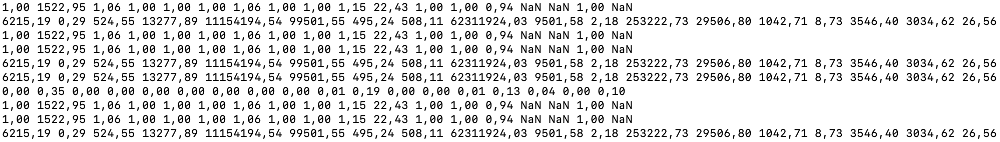 1,00 1522,95 1,06 1,00 1,00 1,00 1,06 1,00 1,00 1,15 22,43 1,00 1,00 0,94 NaN NaN 1,00 NaN
6215,19 0,29 524,55 13277,89 11154194,54 99501,55 495,24 508,11 62311924,03 9501,58 2,18 253222,73 29506,80 1042,71 8,73 3546,40 3034,62 26,56
1,00 1522,95 1,06 1,00 1,00 1,00 1,06 1,00 1,00 1,15 22,43 1,00 1,00 0,94 NaN NaN 1,00 NaN
1,00 1522,95 1,06 1,00 1,00 1,00 1,06 1,00 1,00 1,15 22,43 1,00 1,00 0,94 NaN NaN 1,00 NaN
6215,19 0,29 524,55 13277,89 11154194,54 99501,55 495,24 508,11 62311924,03 9501,58 2,18 253222,73 29506,80 1042,71 8,73 3546,40 3034,62 26,56
6215,19 0,29 524,55 13277,89 11154194,54 99501,55 495,24 508,11 62311924,03 9501,58 2,18 253222,73 29506,80 1042,71 8,73 3546,40 3034,62 26,56
0,00 0,35 0,00 0,00 0,00 0,00 0,00 0,00 0,00 0,01 0,19 0,00 0,00 0,01 0,13 0,04 0,00 0,10
1,00 1522,95 1,06 1,00 1,00 1,00 1,06 1,00 1,00 1,15 22,43 1,00 1,00 0,94 NaN NaN 1,00 NaN
1,00 1522,95 1,06 1,00 1,00 1,00 1,06 1,00 1,00 1,15 22,43 1,00 1,00 0,94 NaN NaN 1,00 NaN
6215,19 0,29 524,55 13277,89 11154194,54 99501,55 495,24 508,11 62311924,03 9501,58 2,18 253222,73 29506,80 1042,71 8,73 3546,40 3034,62 26,56